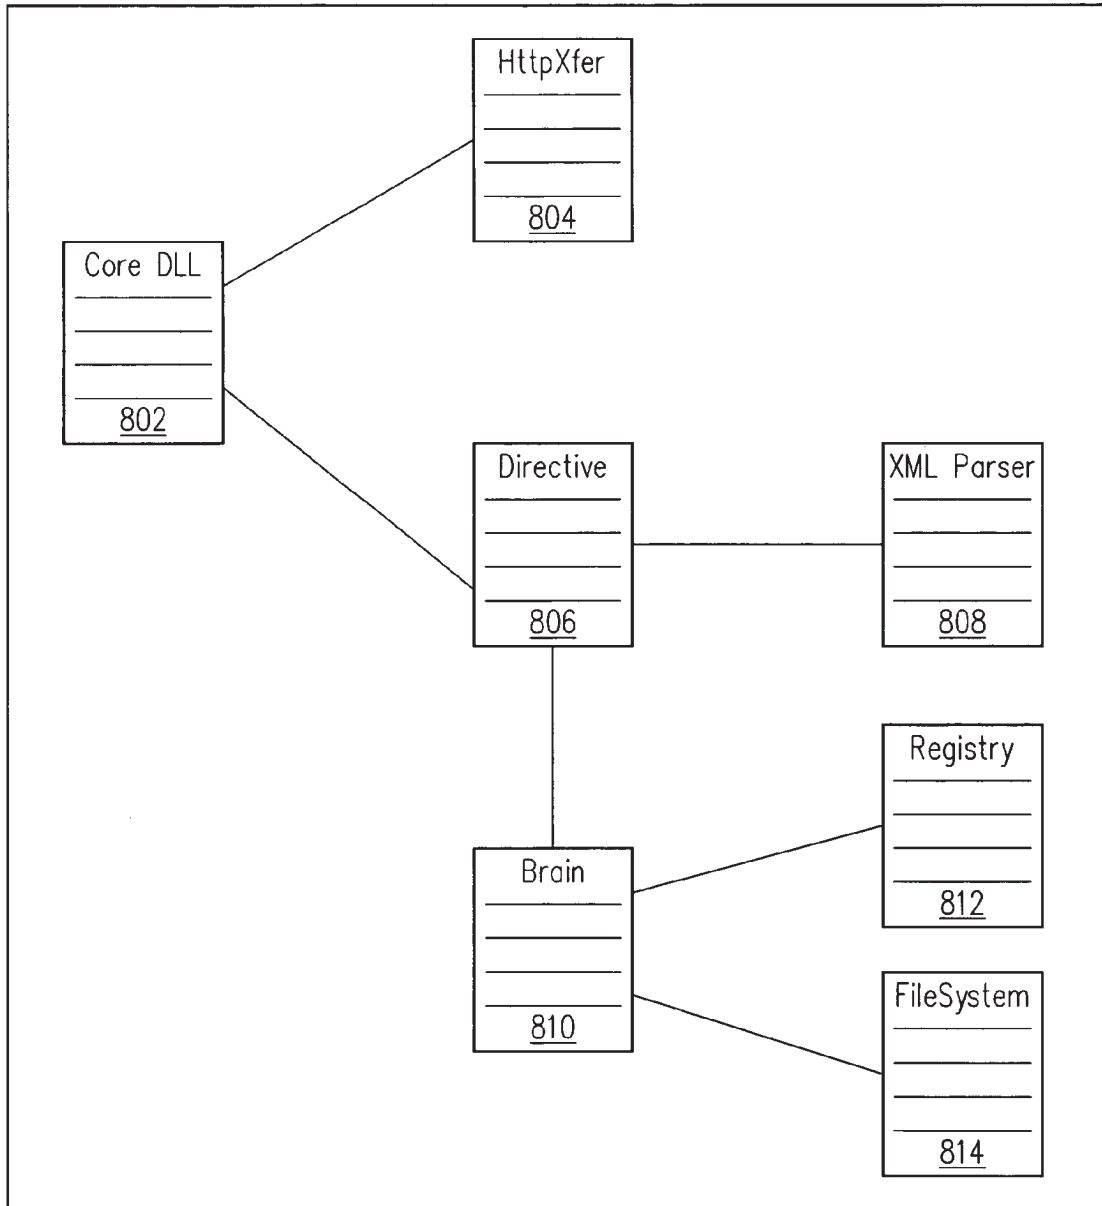 HttpXfer
804
Core DLL
802
Directive
806
XML Parser
808
Registry
812
Brain
810
FileSystem
814